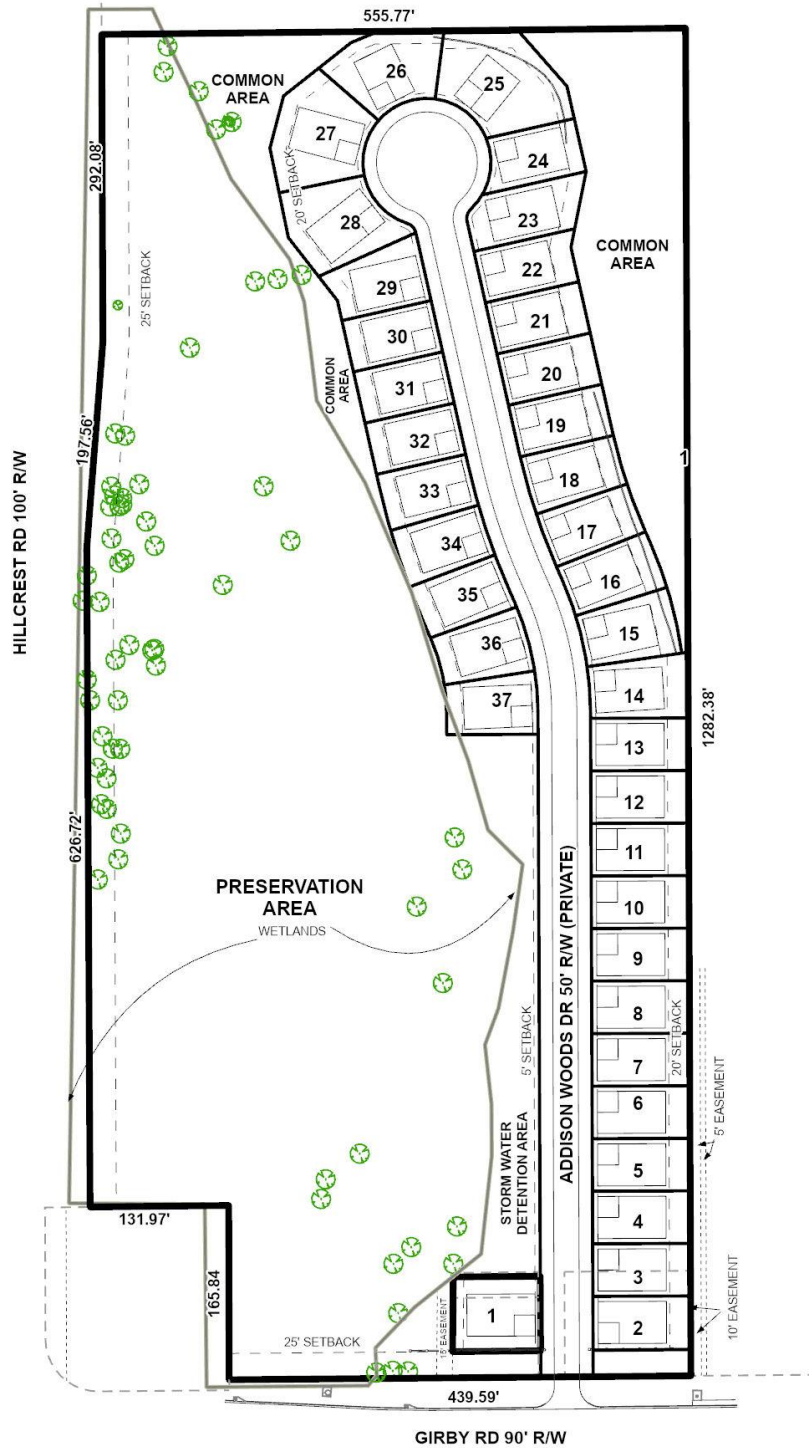 555.77'
COMMON
AREA
26
25
27
24
292.08'
20' SETBACK
28
23
COMMON
AREA
22
29
25' SETBACK
21
30
20
COMMON
AREA
31
19
32
197.56'
1
HILLCREST RD 100' R/W
18
33
17
34
16
35
15
36
14
37
1282.38'
13
12
626.72'
11
PRESERVATION
AREA
WETLANDS
10
ADDISON WOODS DR 50' R/W (PRIVATE)
9
8
5' SETBACK
7
20' SETBACK
6
5' EASEMENT
5
STORM WATER
DETENTION AREA
4
131.97'
3
165.84
1
2
15' EASEMENT
10' EASEMENT
25' SETBACK
439.59'
GIRBY RD 90' R/W